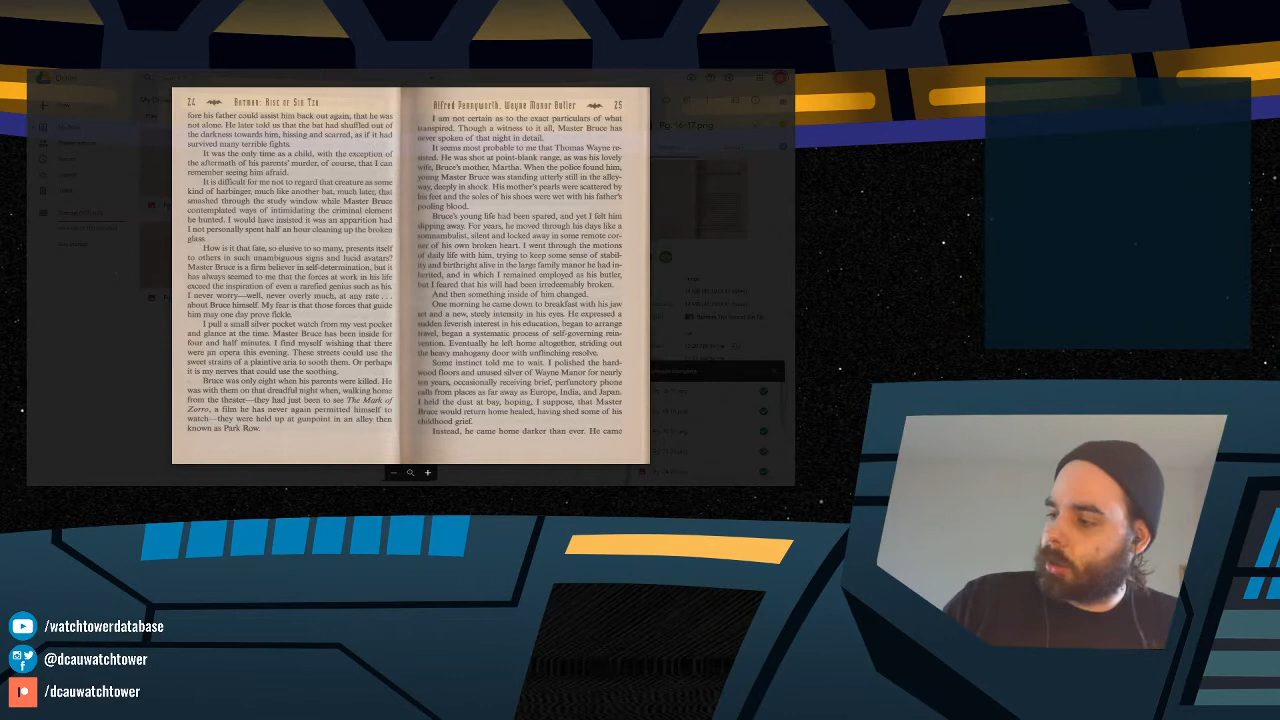 24 Batman: Rise of Sin Tzu
fore his father could assist him back out again, that he was
not alone. He later told us that the bat had shuffled out of
the darkness towards him, hissing and scarred, as if it had
survived many terrible fights.
It was the only time as a child, with the exception of
the aftermath of his parents' murder, of course, that I can
remember seeing him afraid.
It is difficult for me not to regard that creature as some
kind of harbinger, much like another bat, much later, that
smashed through the study window while Master Bruce
contemplated ways of intimidating the criminal element
he hunted. I would have insisted it was an apparition had
I not personally spent half an hour cleaning up the broken
glass.
How is it that fate, so elusive to so many, presents itself
to others in such unambiguous signs and lucid avatars?
Master Bruce is a firm believer in self-determination, but it
has always seemed to me that the forces at work in his life
exceed the inspiration of even a rarefied genius such as his.
I never worry—well, never overly much, at any rate . . .
about Bruce himself. My fear is that those forces that guide
him may one day prove fickle.
I pull a small silver pocket watch from my vest pocket
and glance at the time. Master Bruce has been inside for
four and half minutes. I find myself wishing that there
were an opera this evening. These streets could use the
sweet strains of a plaintive aria to sooth them. Or perhaps
it is my nerves that could use the soothing.
Bruce was only eight when his parents were killed. He
was with them on that dreadful night when, walking home
from the theater—they had just been to see The Mark of
Zorro, a film he has never again permitted himself to
watch—they were held up at gunpoint in an alley then
known as Park Row.
Alfred Pennyworth, Wayne Manor Butler 25
I am not certain as to the exact particulars of what
transpired. Though a witness to it all, Master Bruce has
never spoken of that night in detail.
It seems most probable to me that Thomas Wayne re-
sisted. He was shot at point-blank range, as was his lovely
wife, Bruce's mother, Martha. When the police found him,
young Master Bruce was standing utterly still in the alley-
way, deeply in shock. His mother's pearls were scattered by
his feet and the soles of his shoes were wet with his father's
pooling blood.
Bruce's young life had been spared, and yet I felt him
slipping away. For years, he moved through his days like a
somnambulist, silent and locked away in some remote cor-
ner of his own broken heart. I went through the motions
of daily life with him, trying to keep some sense of stabil-
ity and birthright alive in the large family manor he had in-
herited, and in which I remained employed as his butler,
but I feared that his will had been irredeemably broken.
And then something inside of him changed.
One morning he came down to breakfast with his jaw
set and a new, steely intensity in his eyes. He expressed a
sudden feverish interest in his education, began to arrange
travel, began a systematic process of self-governing rein-
vention. Eventually he left home altogether, striding out
the heavy mahogany door with unflinching resolve.
Some instinct told me to wait. I polished the hard-
wood floors and unused silver of Wayne Manor for nearly
ten years, occasionally receiving brief, perfunctory phone
calls from places as far away as Europe, India, and Japan.
I held the dust at bay, hoping, I suppose, that Master
Bruce would return home healed, having shed some of his
childhood grief.
Instead, he came home darker than ever. He came
Pg. 16-17.png
/watchtowerdatabase
@dcauwatchtower
/dcauwatchtower